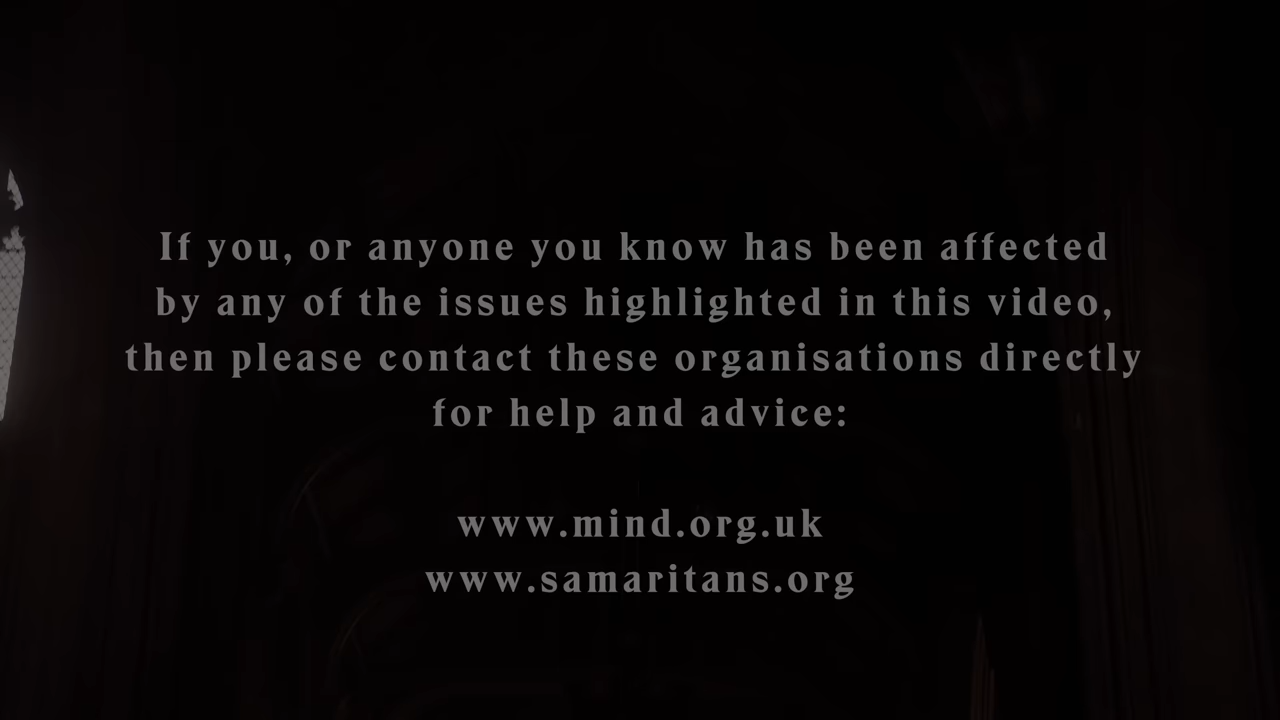 If you, or anyone you know has been affected
by any of the issues highlighted in this video,
then please contact these organisations directly
for help and advice:
www.mind.org.uk
www.samaritans.org